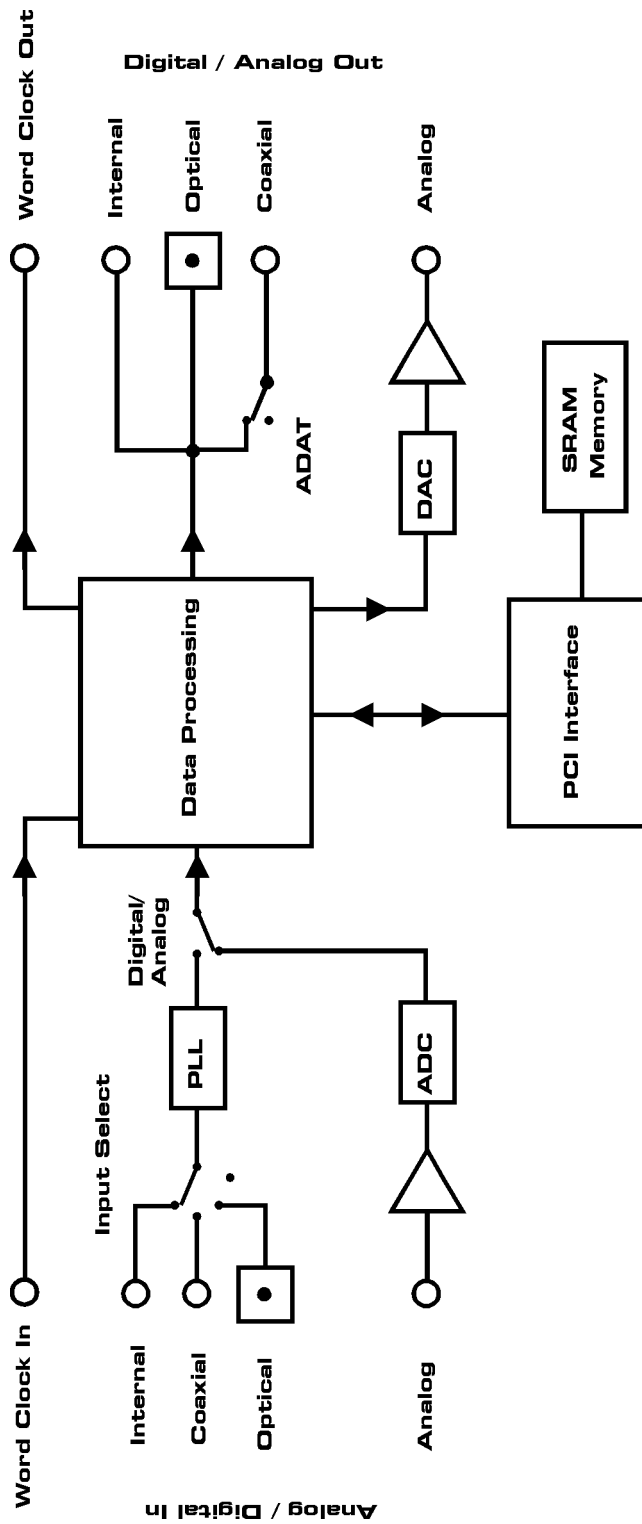 Digital / Analog Out
Word Clock Out
Internal
Optical
Coaxial
Analog
ADAT
DAC
SRAM
Memory
Data Processing
PCI Interface
Digital/
Analog
PLL
ADC
Input Select
Word Clock In
Internal
Coaxial
Optical
Analog
Analog / Digital In